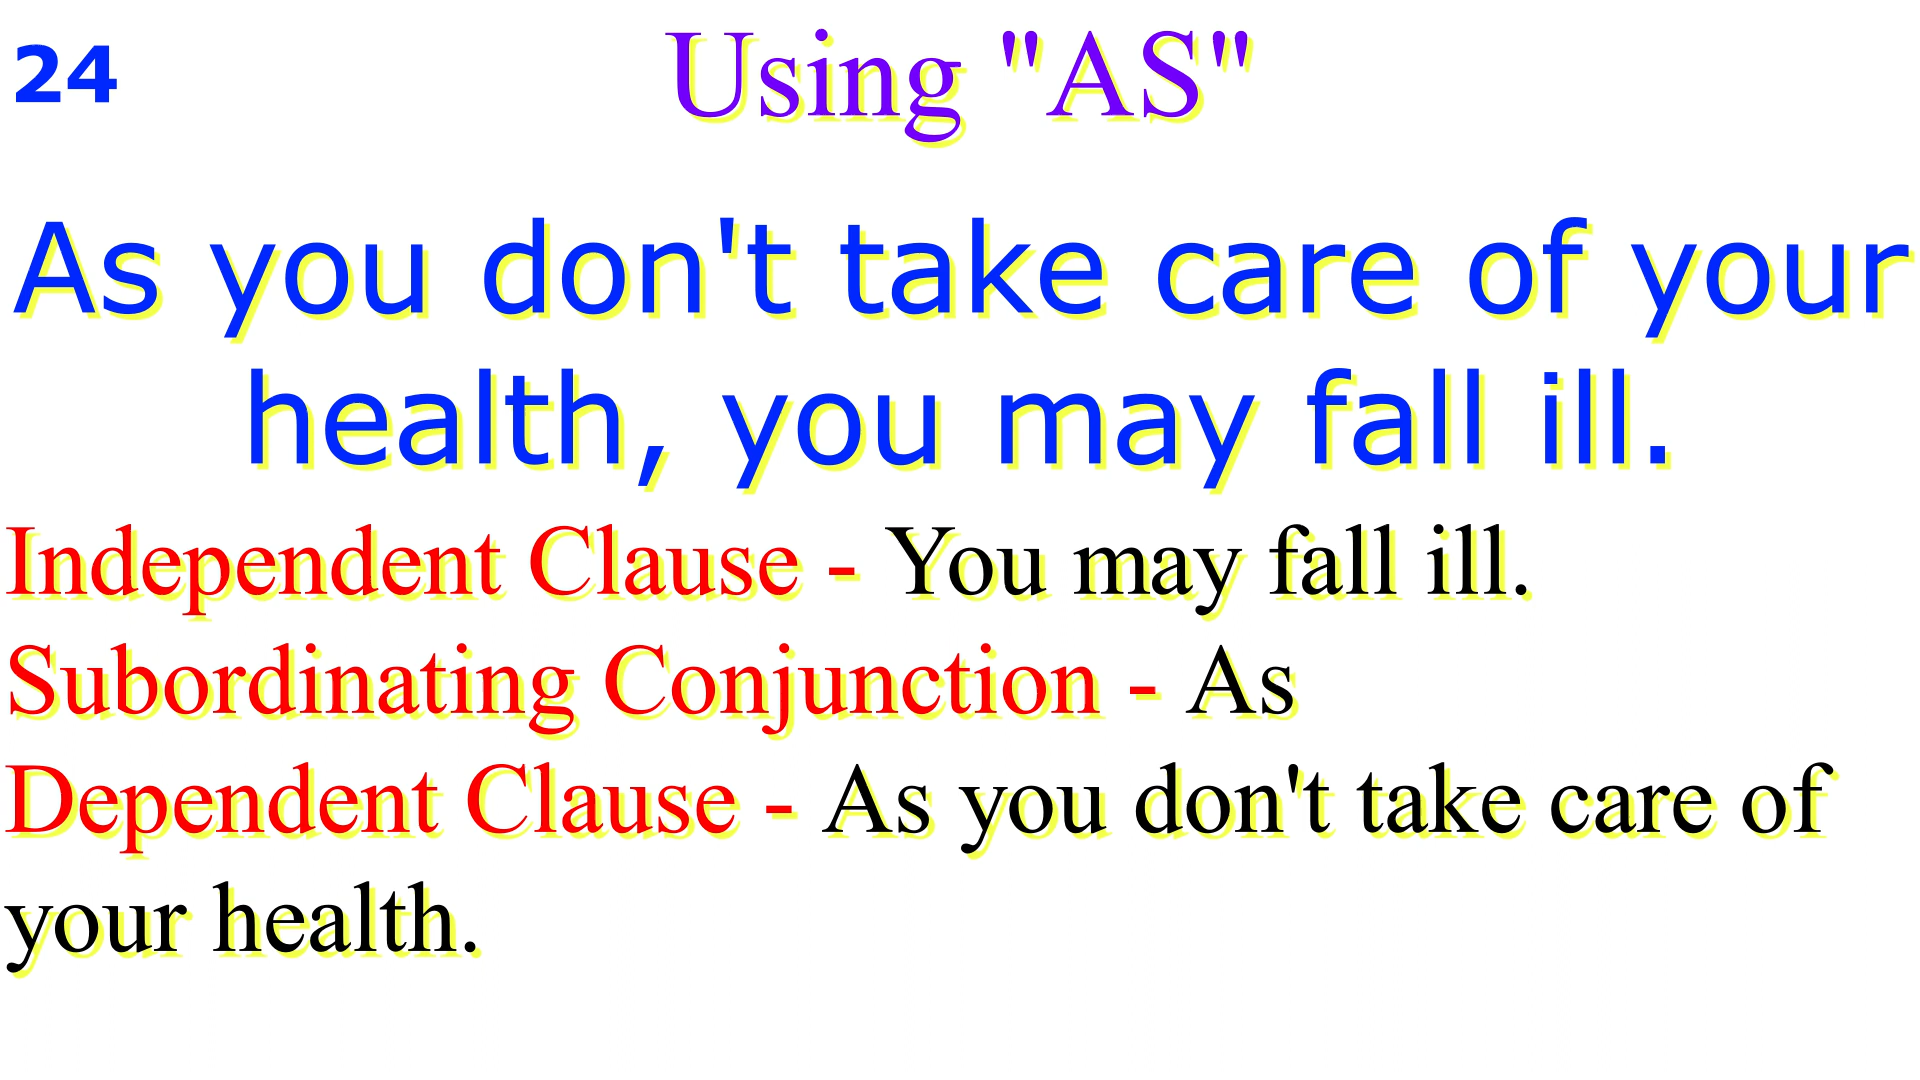 24
Using "AS"
As you don't take care of your
health, you may fall ill.
Independent Clause - You may fall ill.
Subordinating Conjunction - As
Dependent Clause - As you don't take care of
your health.